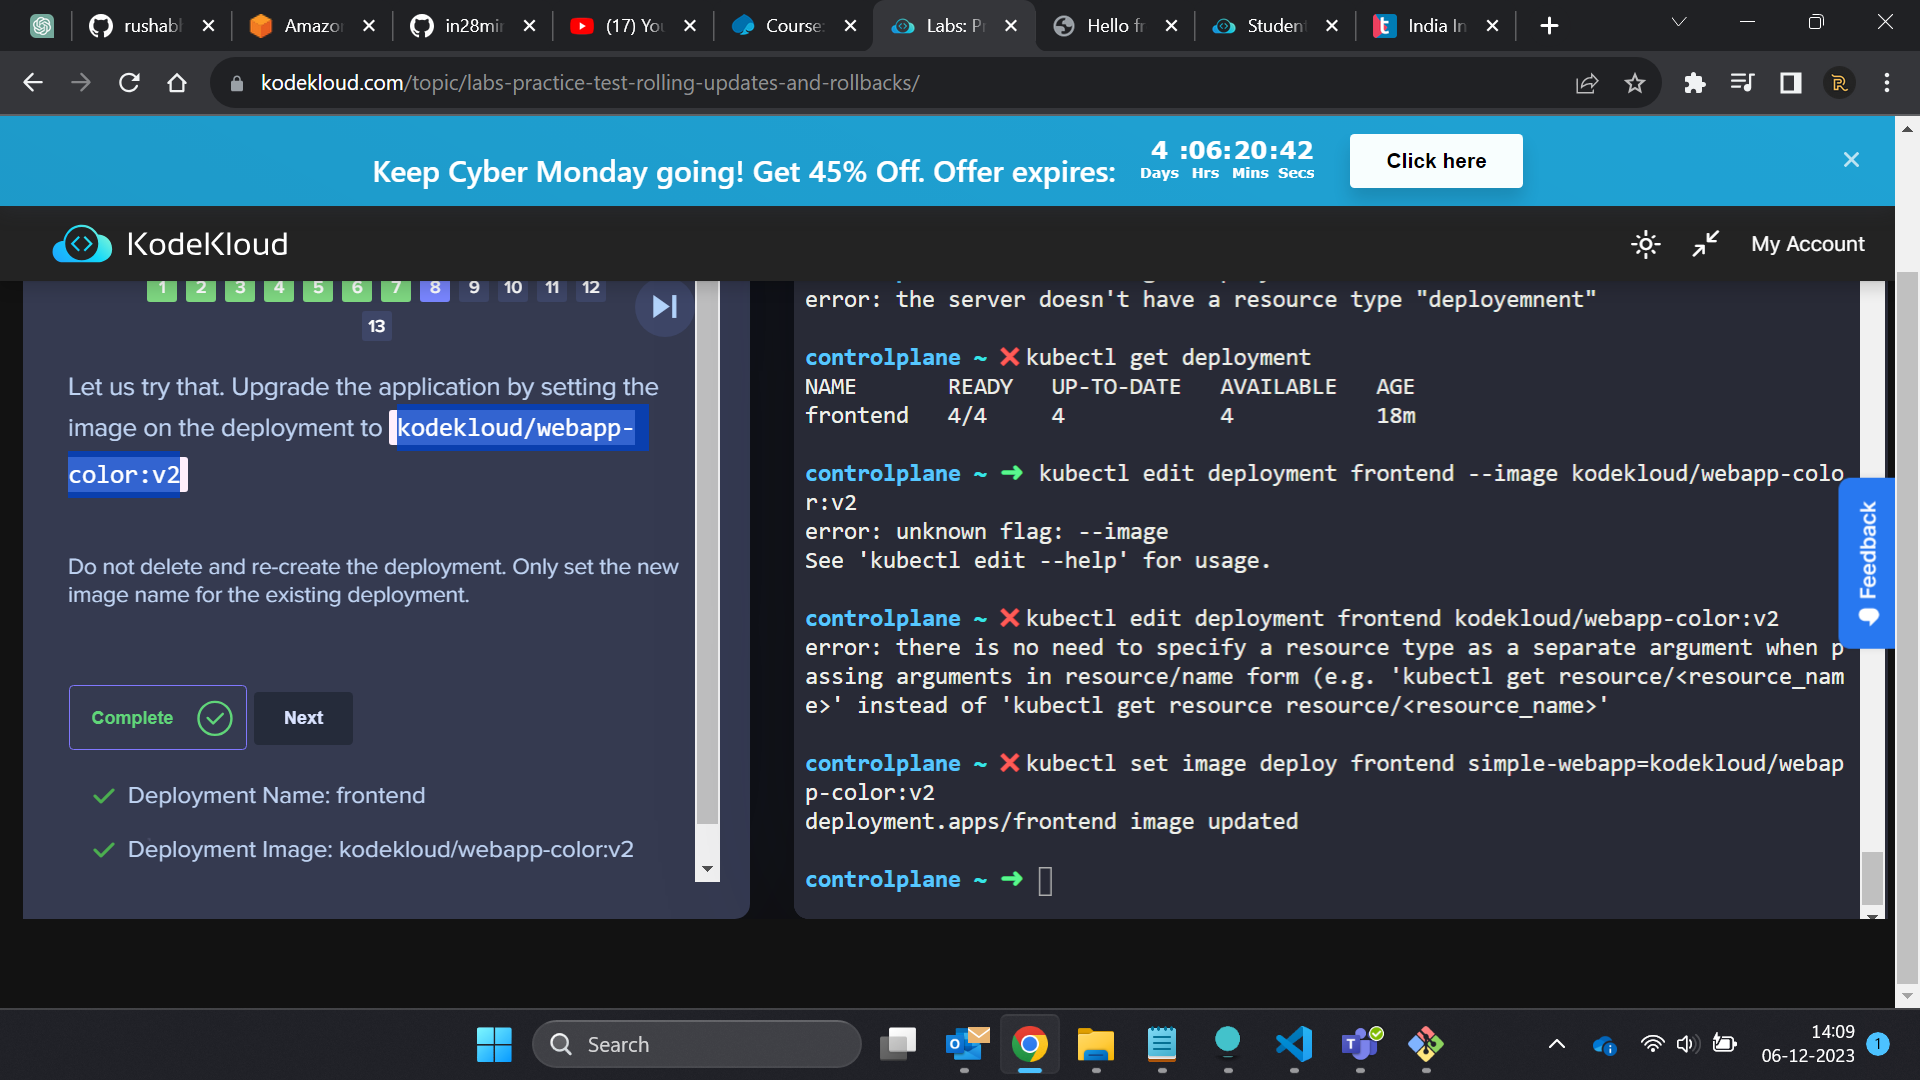 rushabl
Amazo
in28mi
(17) Yo
Course:
Labs: P
Hello f
Studen
India In
kodekloud.com/topic/labs-practice-test-rolling-updates-and-rollbacks/
Keep Cyber Monday going! Get 45% Off. Offer expires:
4 :06:20:42
Days Hrs Mins Secs
Click here
KodeKloud
My Account
1 2 3 4 5 6 7 8 9 10 11 12
13
Let us try that. Upgrade the application by setting the
image on the deployment to kodekloud/webapp-
color:v2
Do not delete and re-create the deployment. Only set the new
image name for the existing deployment.
Complete
Next
Deployment Name: frontend
Deployment Image: kodekloud/webapp-color:v2
error: the server doesn't have a resource type "deployemnent"
controlplane ~ ✖ kubectl get deployment
NAME READY UP-TO-DATE AVAILABLE AGE
frontend 4/4 4 4 18m
controlplane ~ ➜ kubectl edit deployment frontend --image kodekloud/webapp-colo
r:v2
error: unknown flag: --image
See 'kubectl edit --help' for usage.
controlplane ~ ✖ kubectl edit deployment frontend kodekloud/webapp-color:v2
error: there is no need to specify a resource type as a separate argument when p
assing arguments in resource/name form (e.g. 'kubectl get resource/<resource_nam
e>' instead of 'kubectl get resource resource/<resource_name>'
controlplane ~ ✖ kubectl set image deploy frontend simple-webapp=kodekloud/webap
p-color:v2
deployment.apps/frontend image updated
controlplane ~ ➜
Feedback
Search
14:09
06-12-2023
1